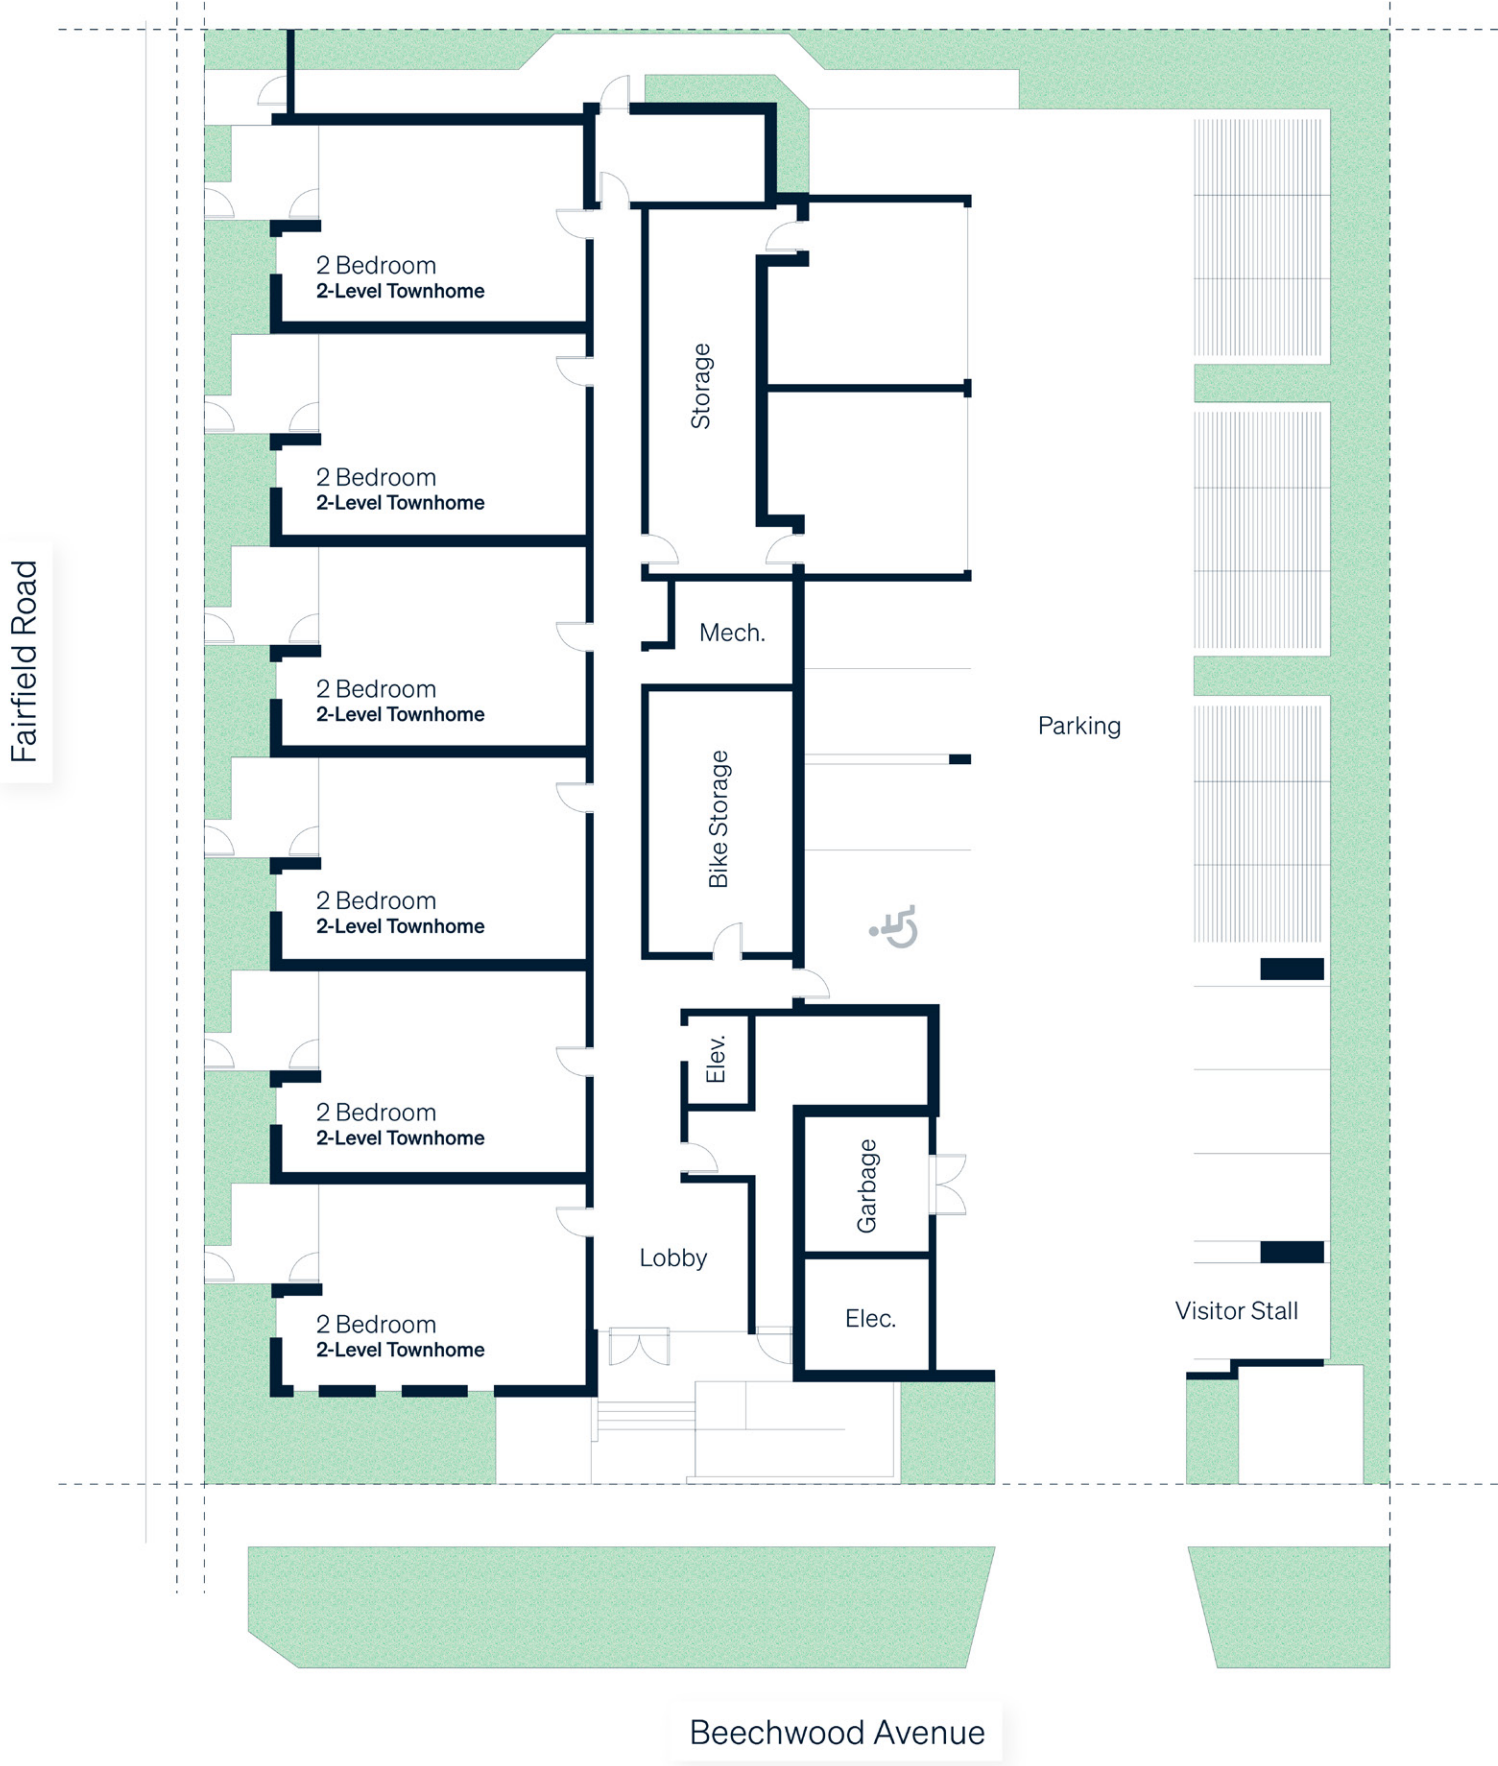 2 Bedroom
2-Level Townhome
Storage
2 Bedroom
2-Level Townhome
Fairfield Road
Mech.
2 Bedroom
2-Level Townhome
Parking
Bike Storage
2 Bedroom
2-Level Townhome
Elev.
2 Bedroom
2-Level Townhome
Garbage
Lobby
Elec.
Visitor Stall
2 Bedroom
2-Level Townhome
Beechwood Avenue